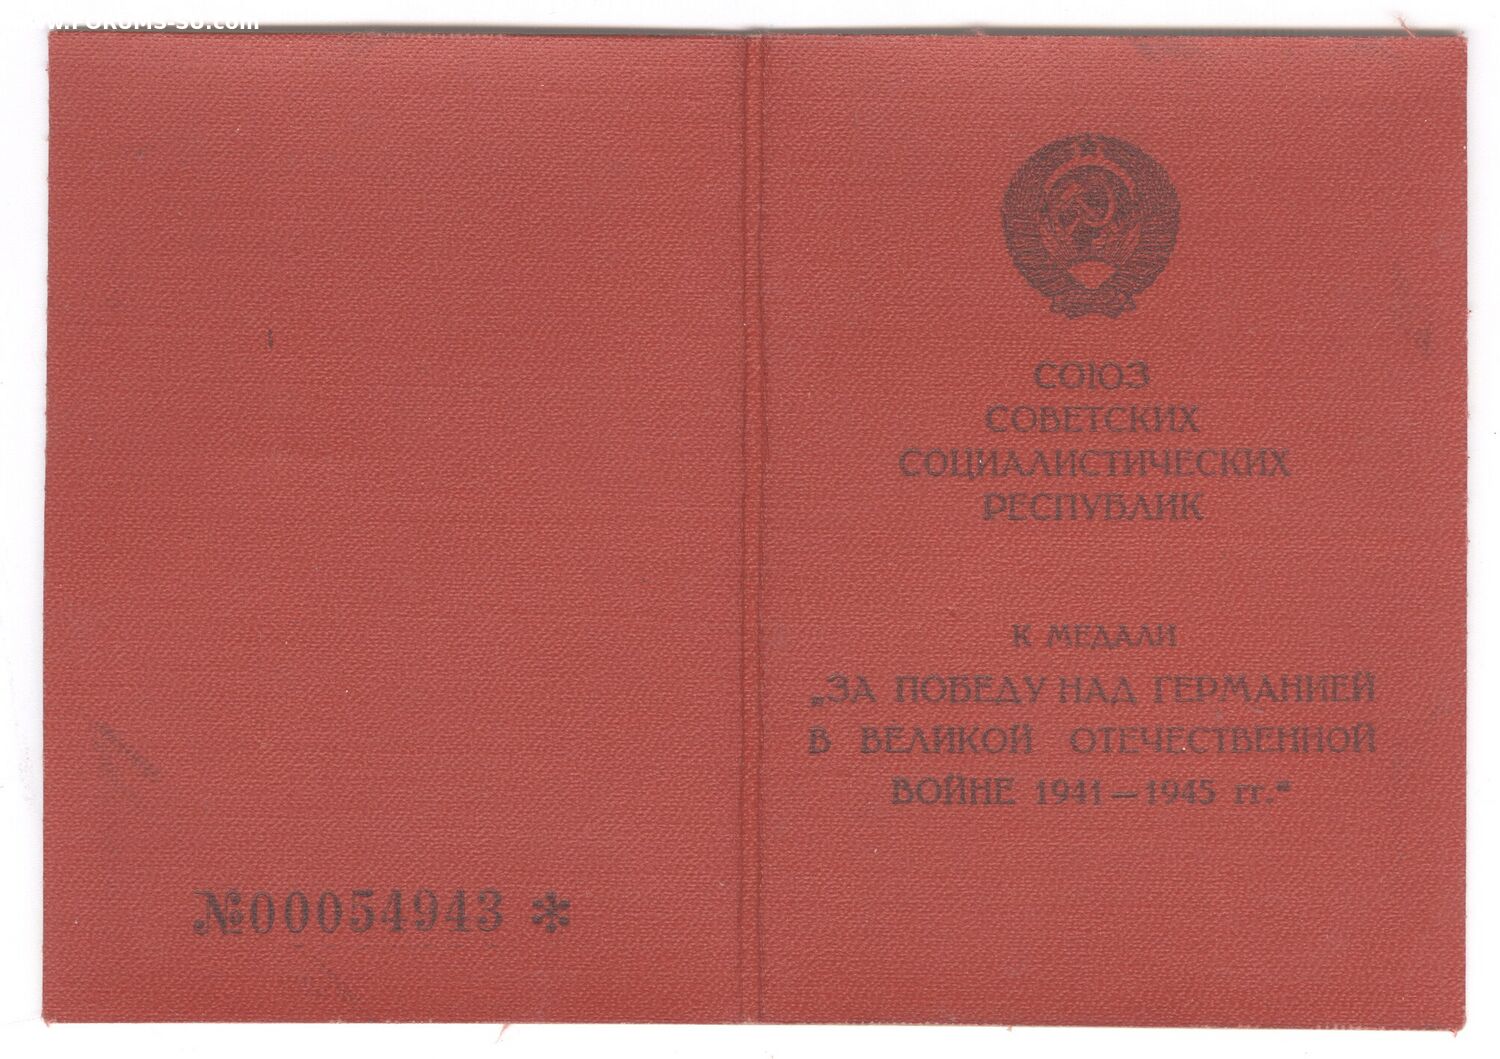 СОЮЗ
СОВЕТСКИХ
СОЦИАЛИСТИЧЕСКИХ
РЕСПУБЛИК
К МЕДАЛИ
„ЗА ПОБЕДУ НАД ГЕРМАНИЕЙ
В ВЕЛИКОЙ ОТЕЧЕСТВЕННОЙ
ВОЙНЕ 1941—1945 гг.“
№00054943 *